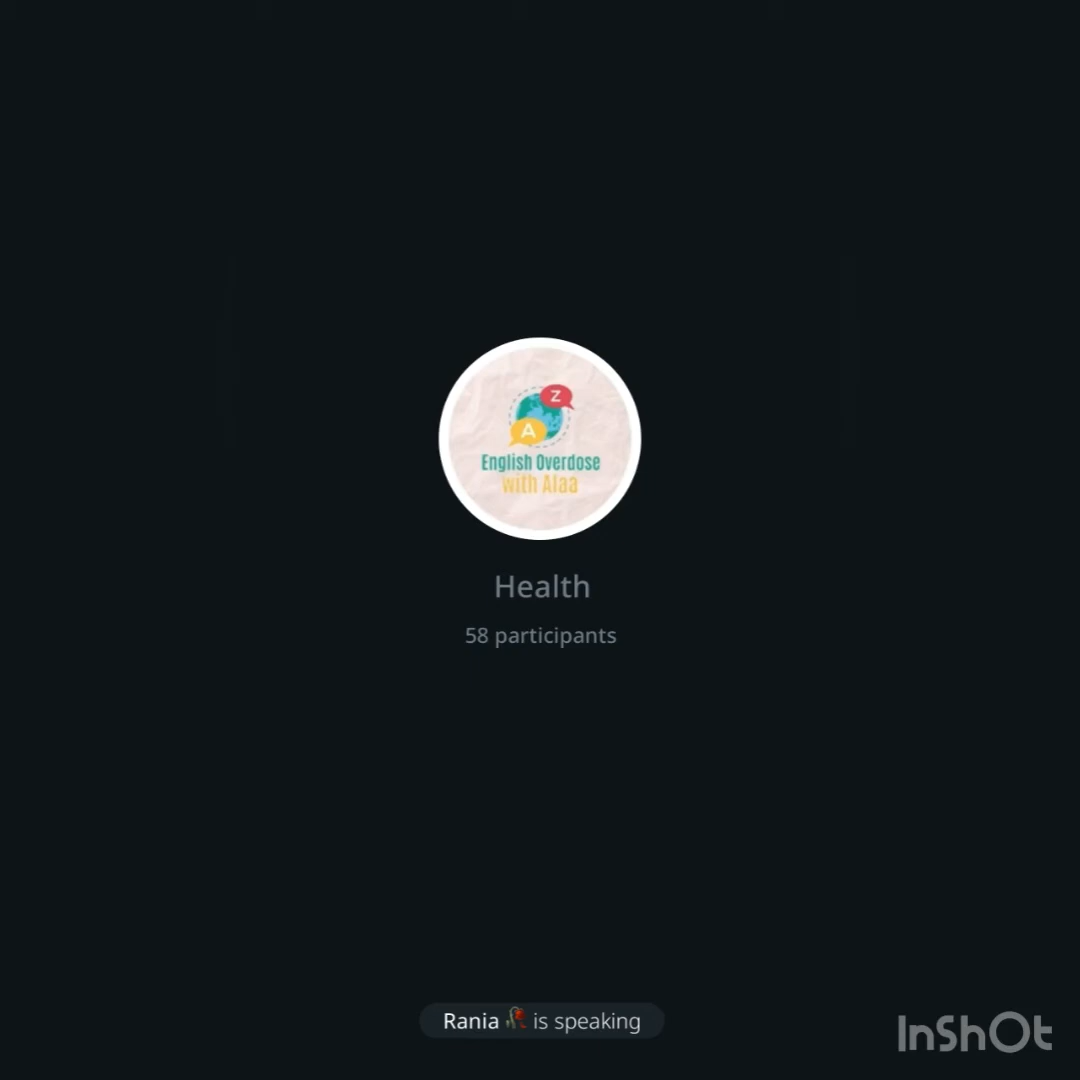 Z
A
English Overdose
with Alaa
Health
58 participants
Rania 🥀 is speaking
InShOt